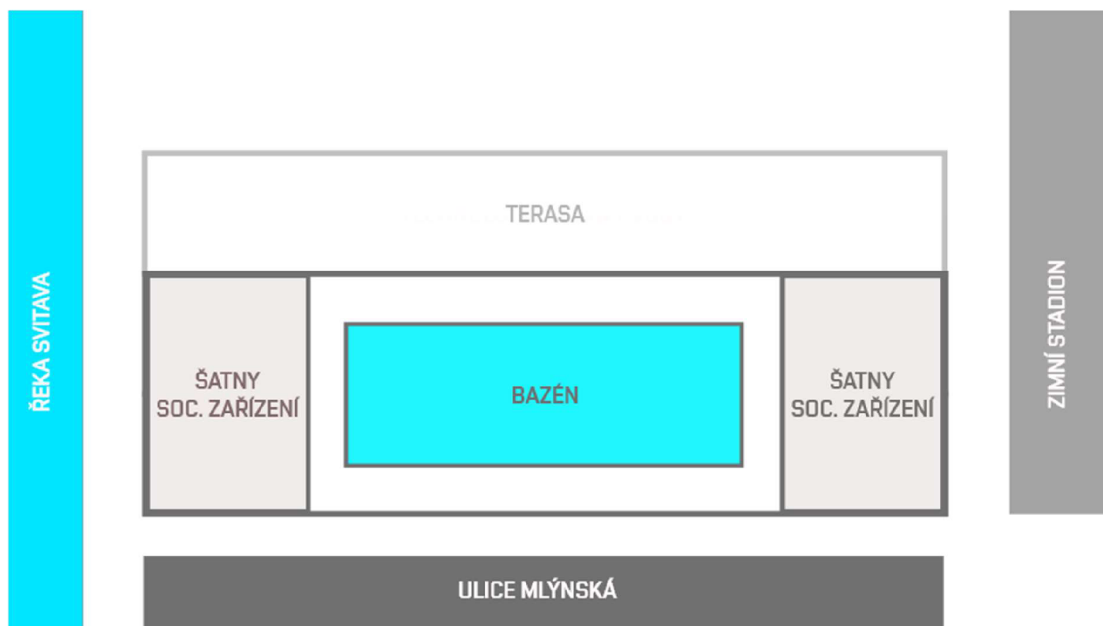 TERASA
ŘEKA SVITAVA
ŠATNY
SOC. ZAŘÍZENÍ
BAZÉN
ŠATNY
SOC. ZAŘÍZENÍ
ZIMNÍ STADION
ULICE MLÝNSKÁ